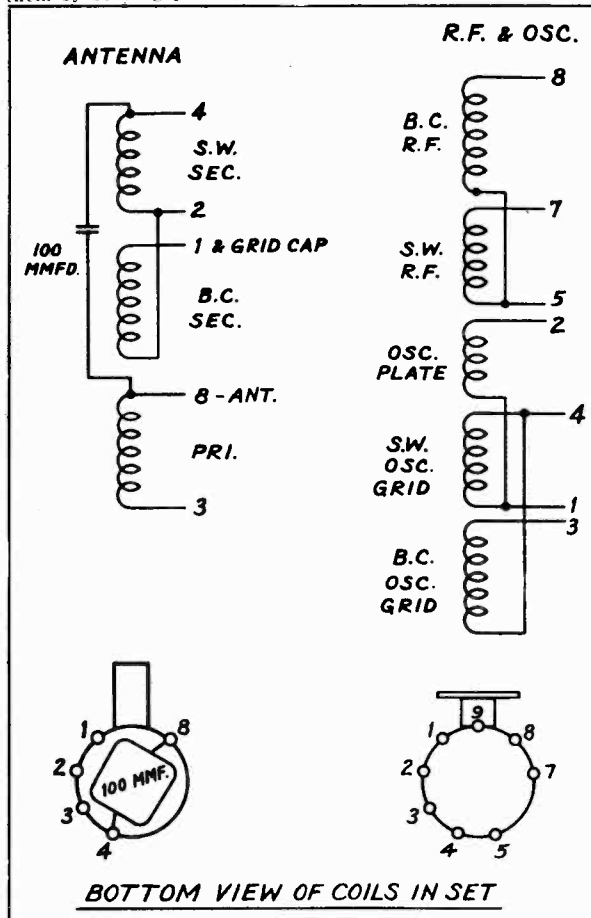 ANTENNA
4
S.W.
SEC.
2
1 & GRID CAP
B.C.
SEC.
100
MMFD.
8-ANT.
PRI.
3
R.F. & OSC.
8
B.C.
R.F.
7
S.W.
R.F.
5
2
OSC.
PLATE
4
S.W.
OSC.
GRID
1
3
B.C.
OSC.
GRID
1
8
2
100 MMF.
3
4
9
1
8
2
7
3
4
5
BOTTOM VIEW OF COILS IN SET